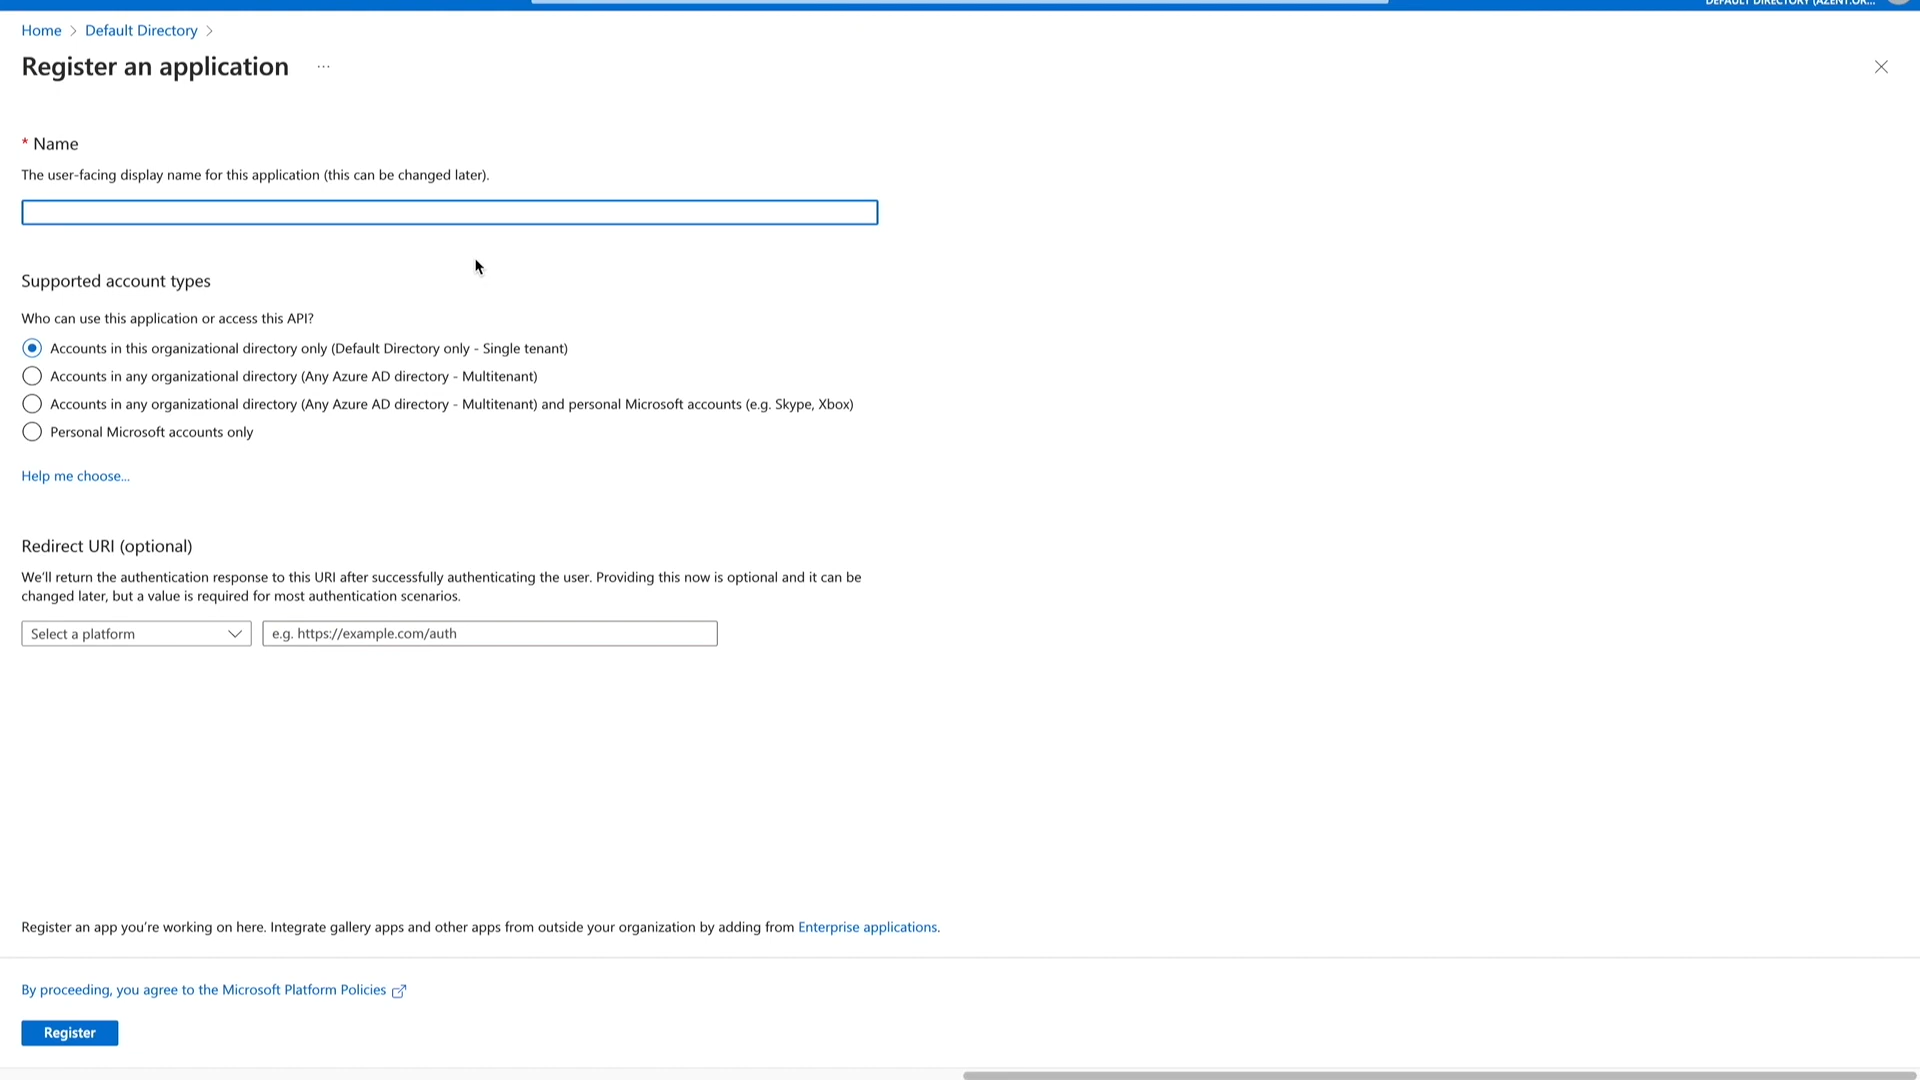 DEFAULT DIRECTORY (AZENT.OR...
Home > Default Directory >
Register an application ...
* Name
The user-facing display name for this application (this can be changed later).
Supported account types
Who can use this application or access this API?
Accounts in this organizational directory only (Default Directory only - Single tenant)
Accounts in any organizational directory (Any Azure AD directory - Multitenant)
Accounts in any organizational directory (Any Azure AD directory - Multitenant) and personal Microsoft accounts (e.g. Skype, Xbox)
Personal Microsoft accounts only
Help me choose...
Redirect URI (optional)
We'll return the authentication response to this URI after successfully authenticating the user. Providing this now is optional and it can be
changed later, but a value is required for most authentication scenarios.
Select a platform e.g. https://example.com/auth
Register an app you're working on here. Integrate gallery apps and other apps from outside your organization by adding from Enterprise applications.
By proceeding, you agree to the Microsoft Platform Policies
Register